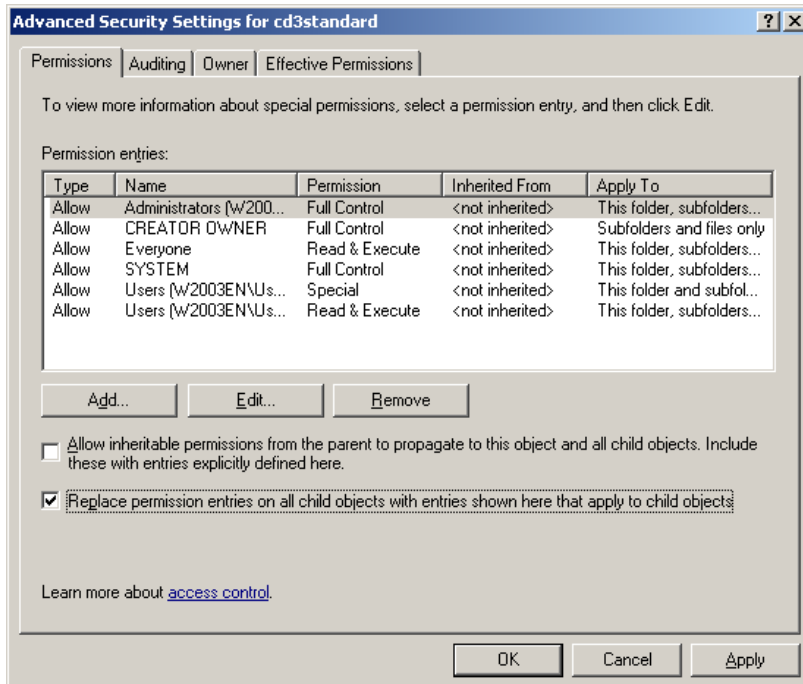 Advanced Security Settings for cd3standard
Permissions Auditing Owner Effective Permissions
To view more information about special permissions, select a permission entry, and then click Edit.
Permission entries:
Type Name Permission Inherited From Apply To
Allow Administrators (W200... Full Control <not inherited> This folder, subfolders...
Allow CREATOR OWNER Full Control <not inherited> Subfolders and files only
Allow Everyone Read & Execute <not inherited> This folder, subfolders...
Allow SYSTEM Full Control <not inherited> This folder, subfolders...
Allow Users (W2003EN\Us... Special <not inherited> This folder and subfol...
Allow Users (W2003EN\Us... Read & Execute <not inherited> This folder, subfolders...
Add... Edit... Remove
Allow inheritable permissions from the parent to propagate to this object and all child objects. Include
these with entries explicitly defined here.
Replace permission entries on all child objects with entries shown here that apply to child objects
Learn more about access control.
OK Cancel Apply